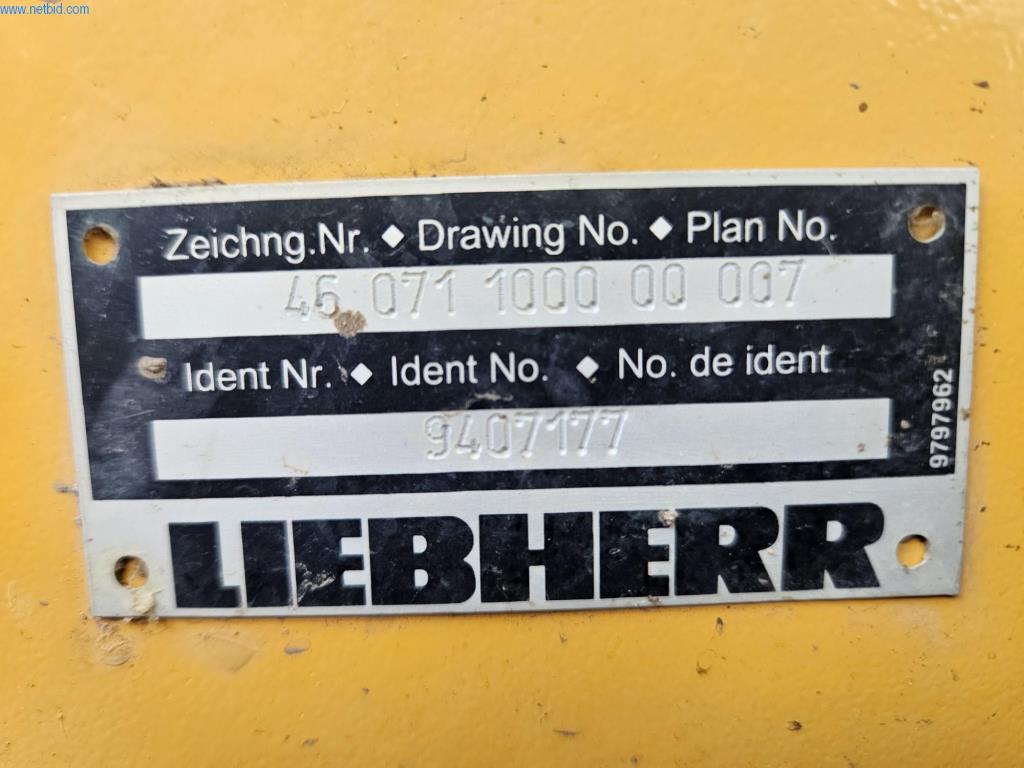 www.netbid.com
Zeichng.Nr. ◆ Drawing No. ◆ Plan No.
46 071 1000 00 007
Ident Nr. ◆ Ident No. ◆ No. de ident
9407177
9797962
LIEBHERR